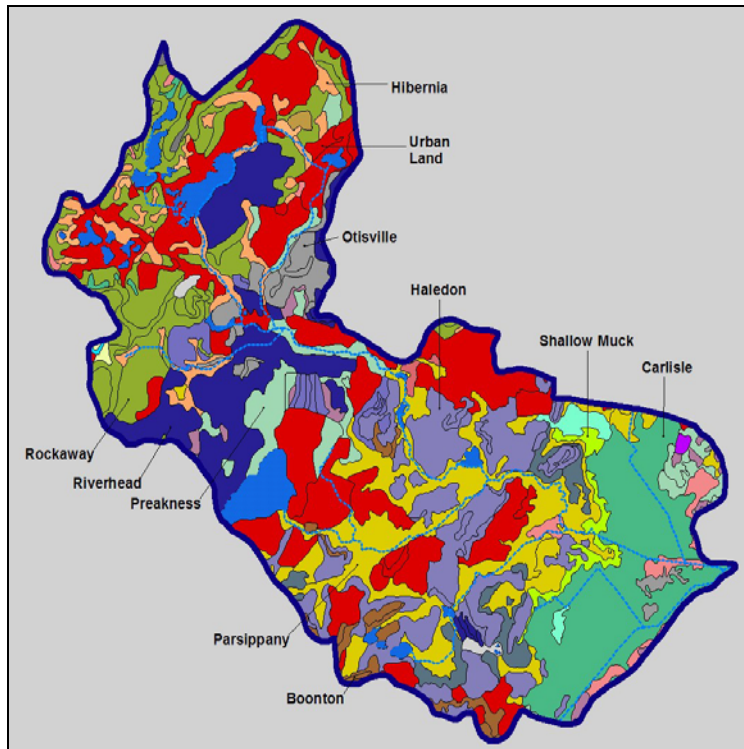 Hibernia
Urban
Land
Otisville
Haledon
Shallow Muck
Carlisle
Rockaway
Riverhead
Preakness
Parsippany
Boonton